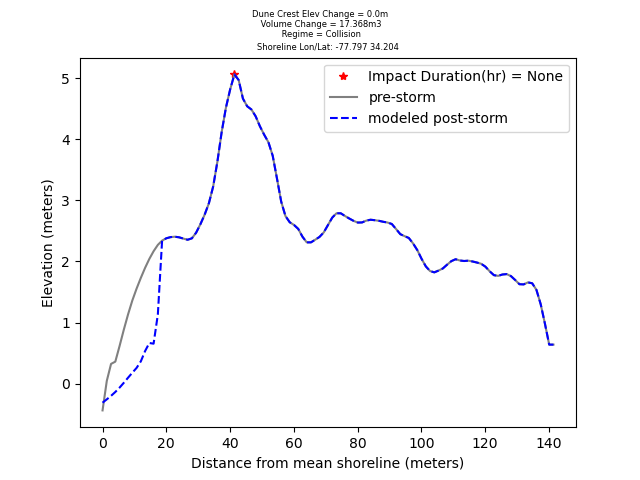 Dune Crest Elev Change = 0.0m
Volume Change = 17.368m3
Regime = Collision
Shoreline Lon/Lat: -77.797 34.204
Impact Duration(hr) = None
pre-storm
modeled post-storm
Elevation (meters)
5
4
3
2
1
0
0 20 40 60 80 100 120 140
Distance from mean shoreline (meters)